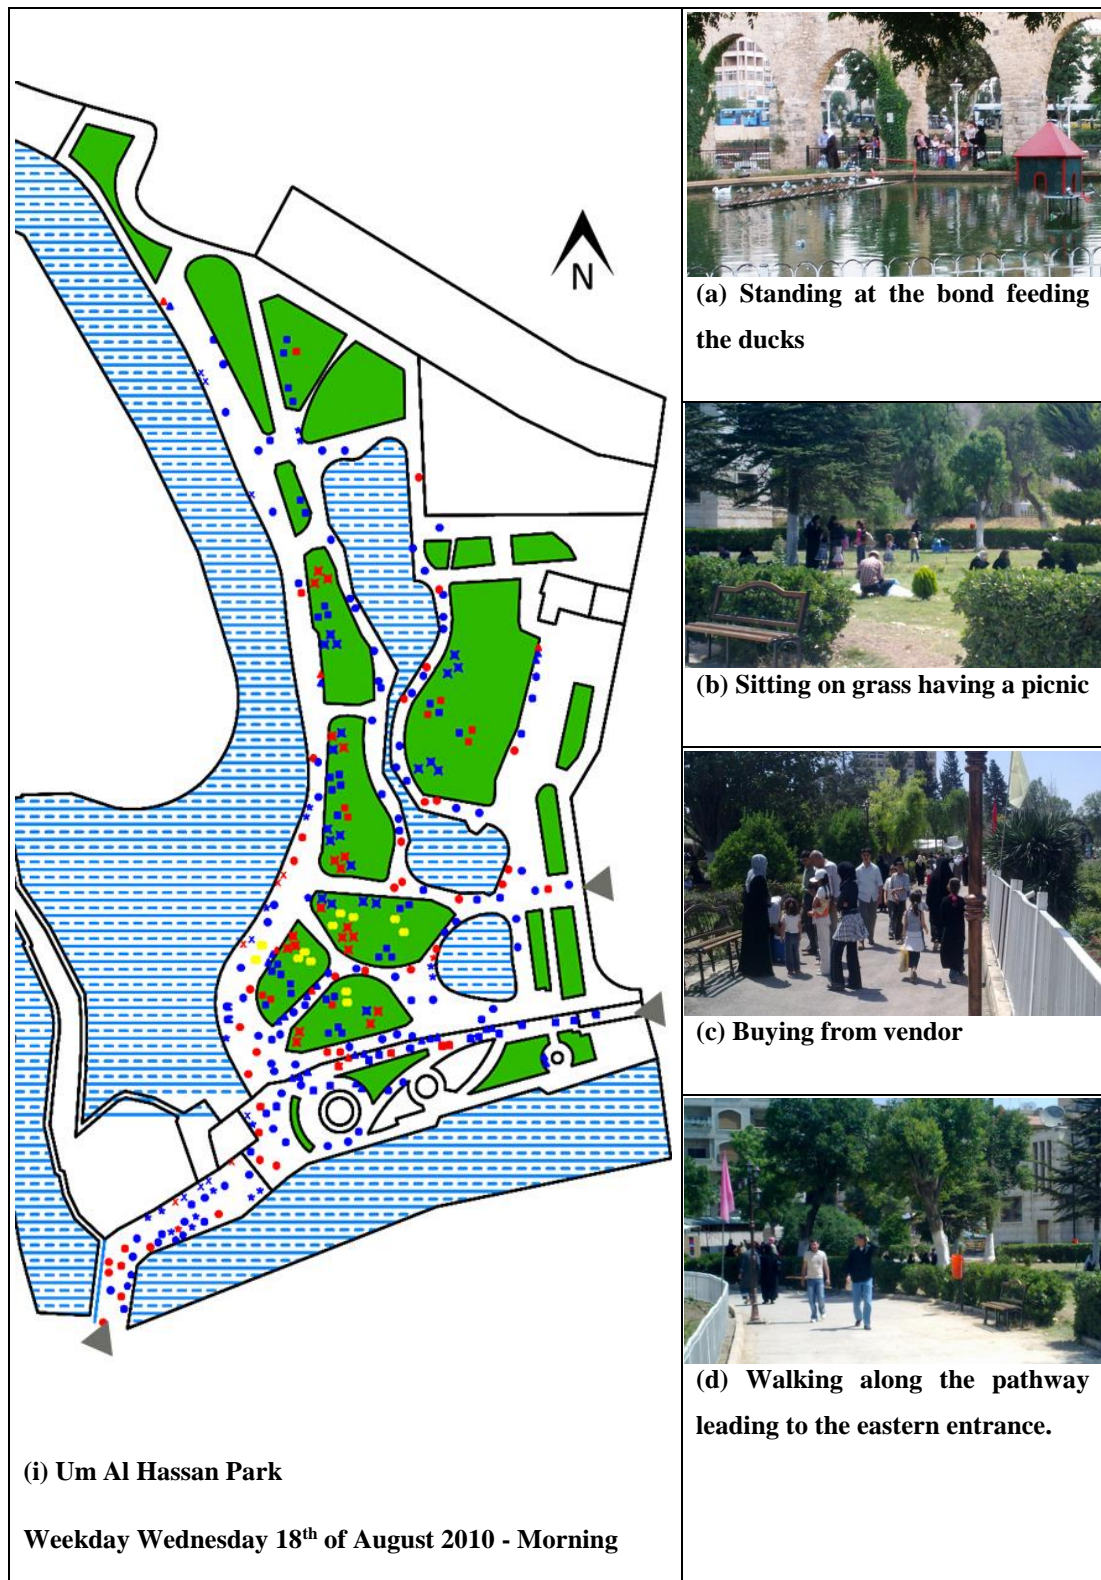 N
(i) Um Al Hassan Park
Weekday Wednesday 18th of August 2010 - Morning
(a) Standing at the bond feeding
the ducks
(b) Sitting on grass having a picnic
(c) Buying from vendor
(d) Walking along the pathway
leading to the eastern entrance.